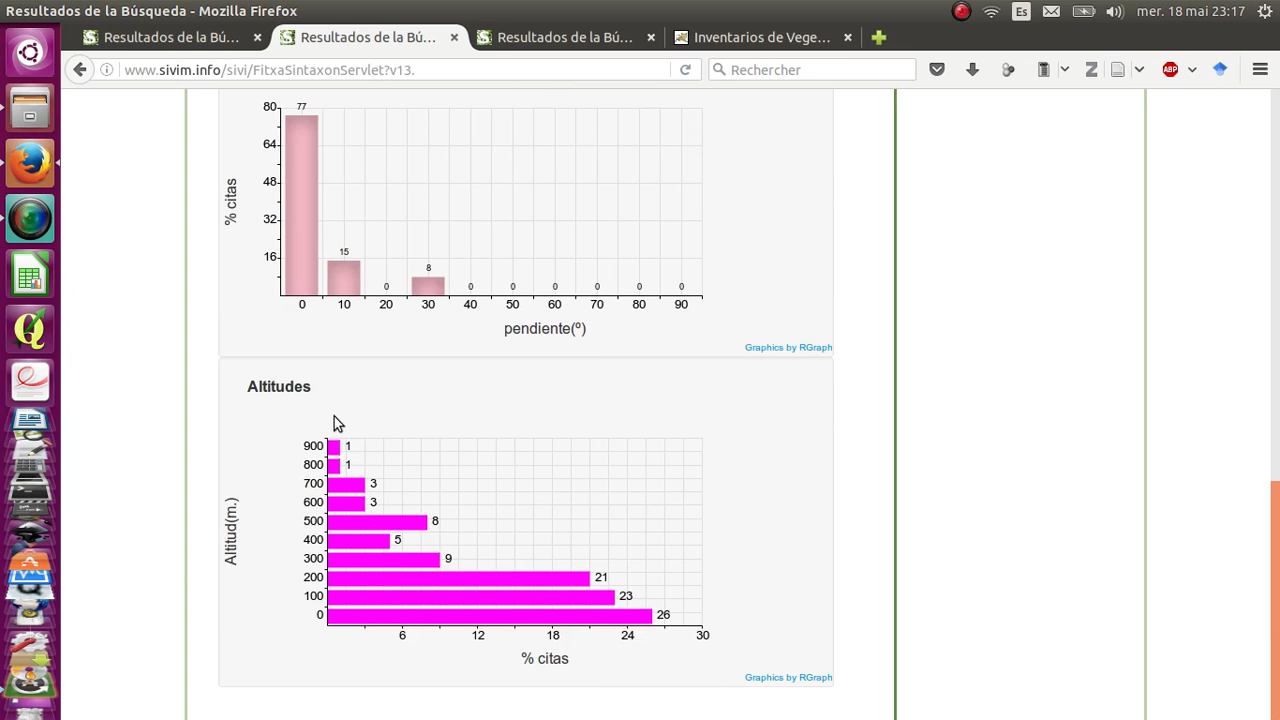 Resultados de la Búsqueda - Mozilla Firefox
Es
mer. 18 mai 23:17
Resultados de la Bú...
Resultados de la Bú...
Resultados de la Bú...
Inventarios de Vege...
www.sivim.info/sivi/FitxaSintaxonServlet?v13.
Rechercher
ABP
80
77
64
48
% citas
32
16
15
0
8
0
0
0
0
0
0
0 10 20 30 40 50 60 70 80 90
pendiente(º)
Graphics by RGraph
Altitudes
900 1
800 1
700 3
600 3
500 8
Altitud(m.)
400 5
300 9
200 21
100 23
0 26
6 12 18 24 30
% citas
Graphics by RGraph